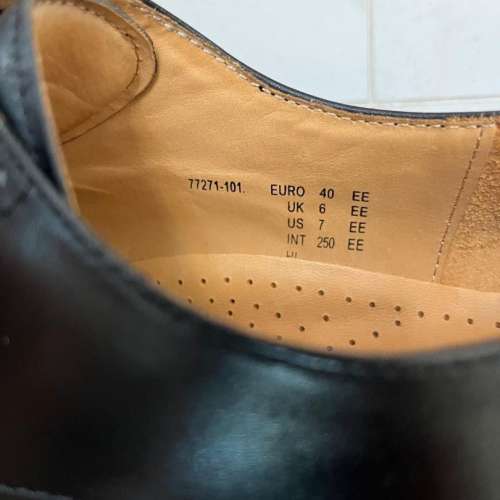 77271-101. EURO 40 EE
UK 6 EE
US 7 EE
INT 250 EE